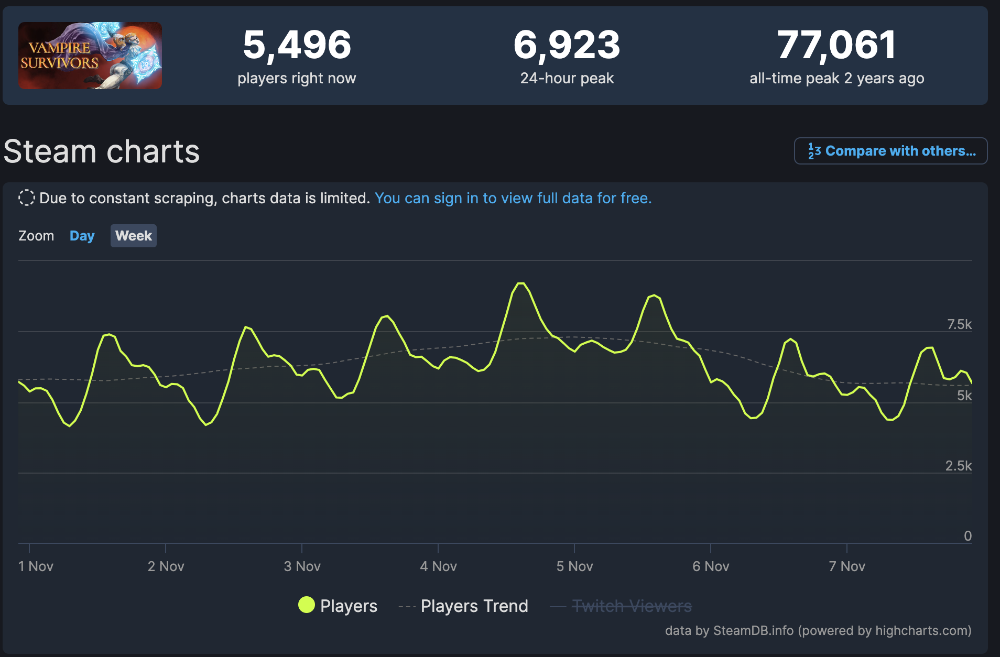 VAMPIRE
SURVIVORS
5,496
players right now
6,923
24-hour peak
77,061
all-time peak 2 years ago
Steam charts
123 Compare with others...
Due to constant scraping, charts data is limited. You can sign in to view full data for free.
Zoom Day Week
7.5k
5k
2.5k
0
1 Nov 2 Nov 3 Nov 4 Nov 5 Nov 6 Nov 7 Nov
Players Players Trend Twitch Viewers
data by SteamDB.info (powered by highcharts.com)